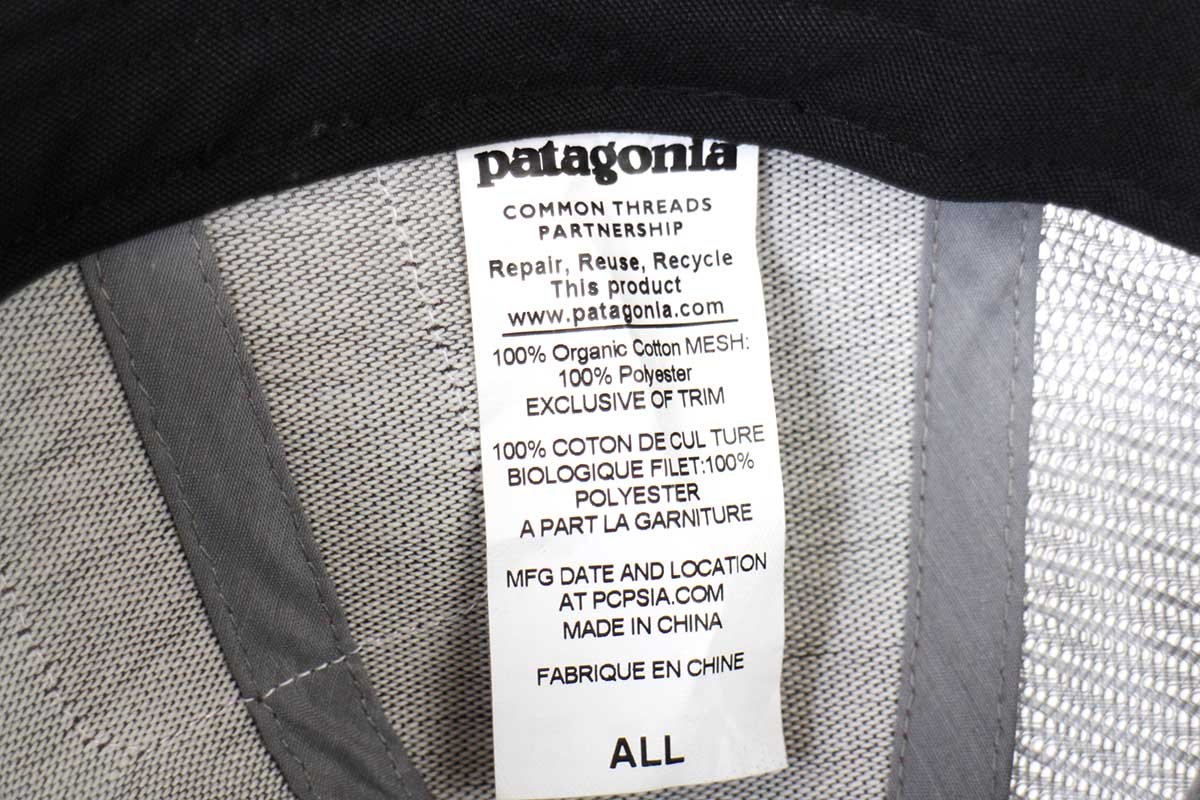 patagonia
COMMON THREADS
PARTNERSHIP
Repair, Reuse, Recycle
This product
www.patagonia.com
100% Organic Cotton MESH:
100% Polyester
EXCLUSIVE OF TRIM
100% COTON DE CUL TURE
BIOLOGIQUE FILET:100%
POLYESTER
A PART LA GARNITURE
MFG DATE AND LOCATION
AT PCPSIA.COM
MADE IN CHINA
FABRIQUE EN CHINE
ALL